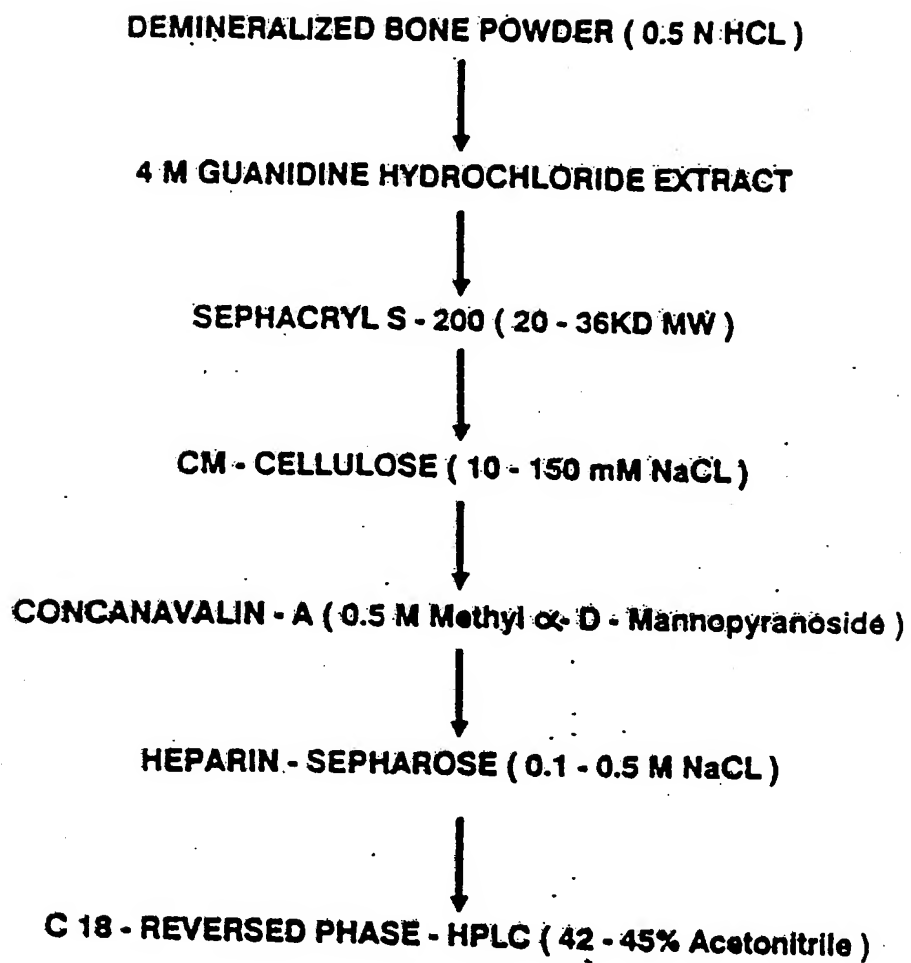 DEMINERALIZED BONE POWDER ( 0.5 N HCL )
4 M GUANIDINE HYDROCHLORIDE EXTRACT
SEPHACRYL S - 200 ( 20 - 36KD MW )
CM - CELLULOSE ( 10 - 150 mM NaCL )
CONCANAVALIN - A ( 0.5 M Methyl α- D - Mannopyranoside )
HEPARIN - SEPHAROSE ( 0.1 - 0.5 M NaCL )
C 18 - REVERSED PHASE - HPLC ( 42 - 45% Acetonitrile )